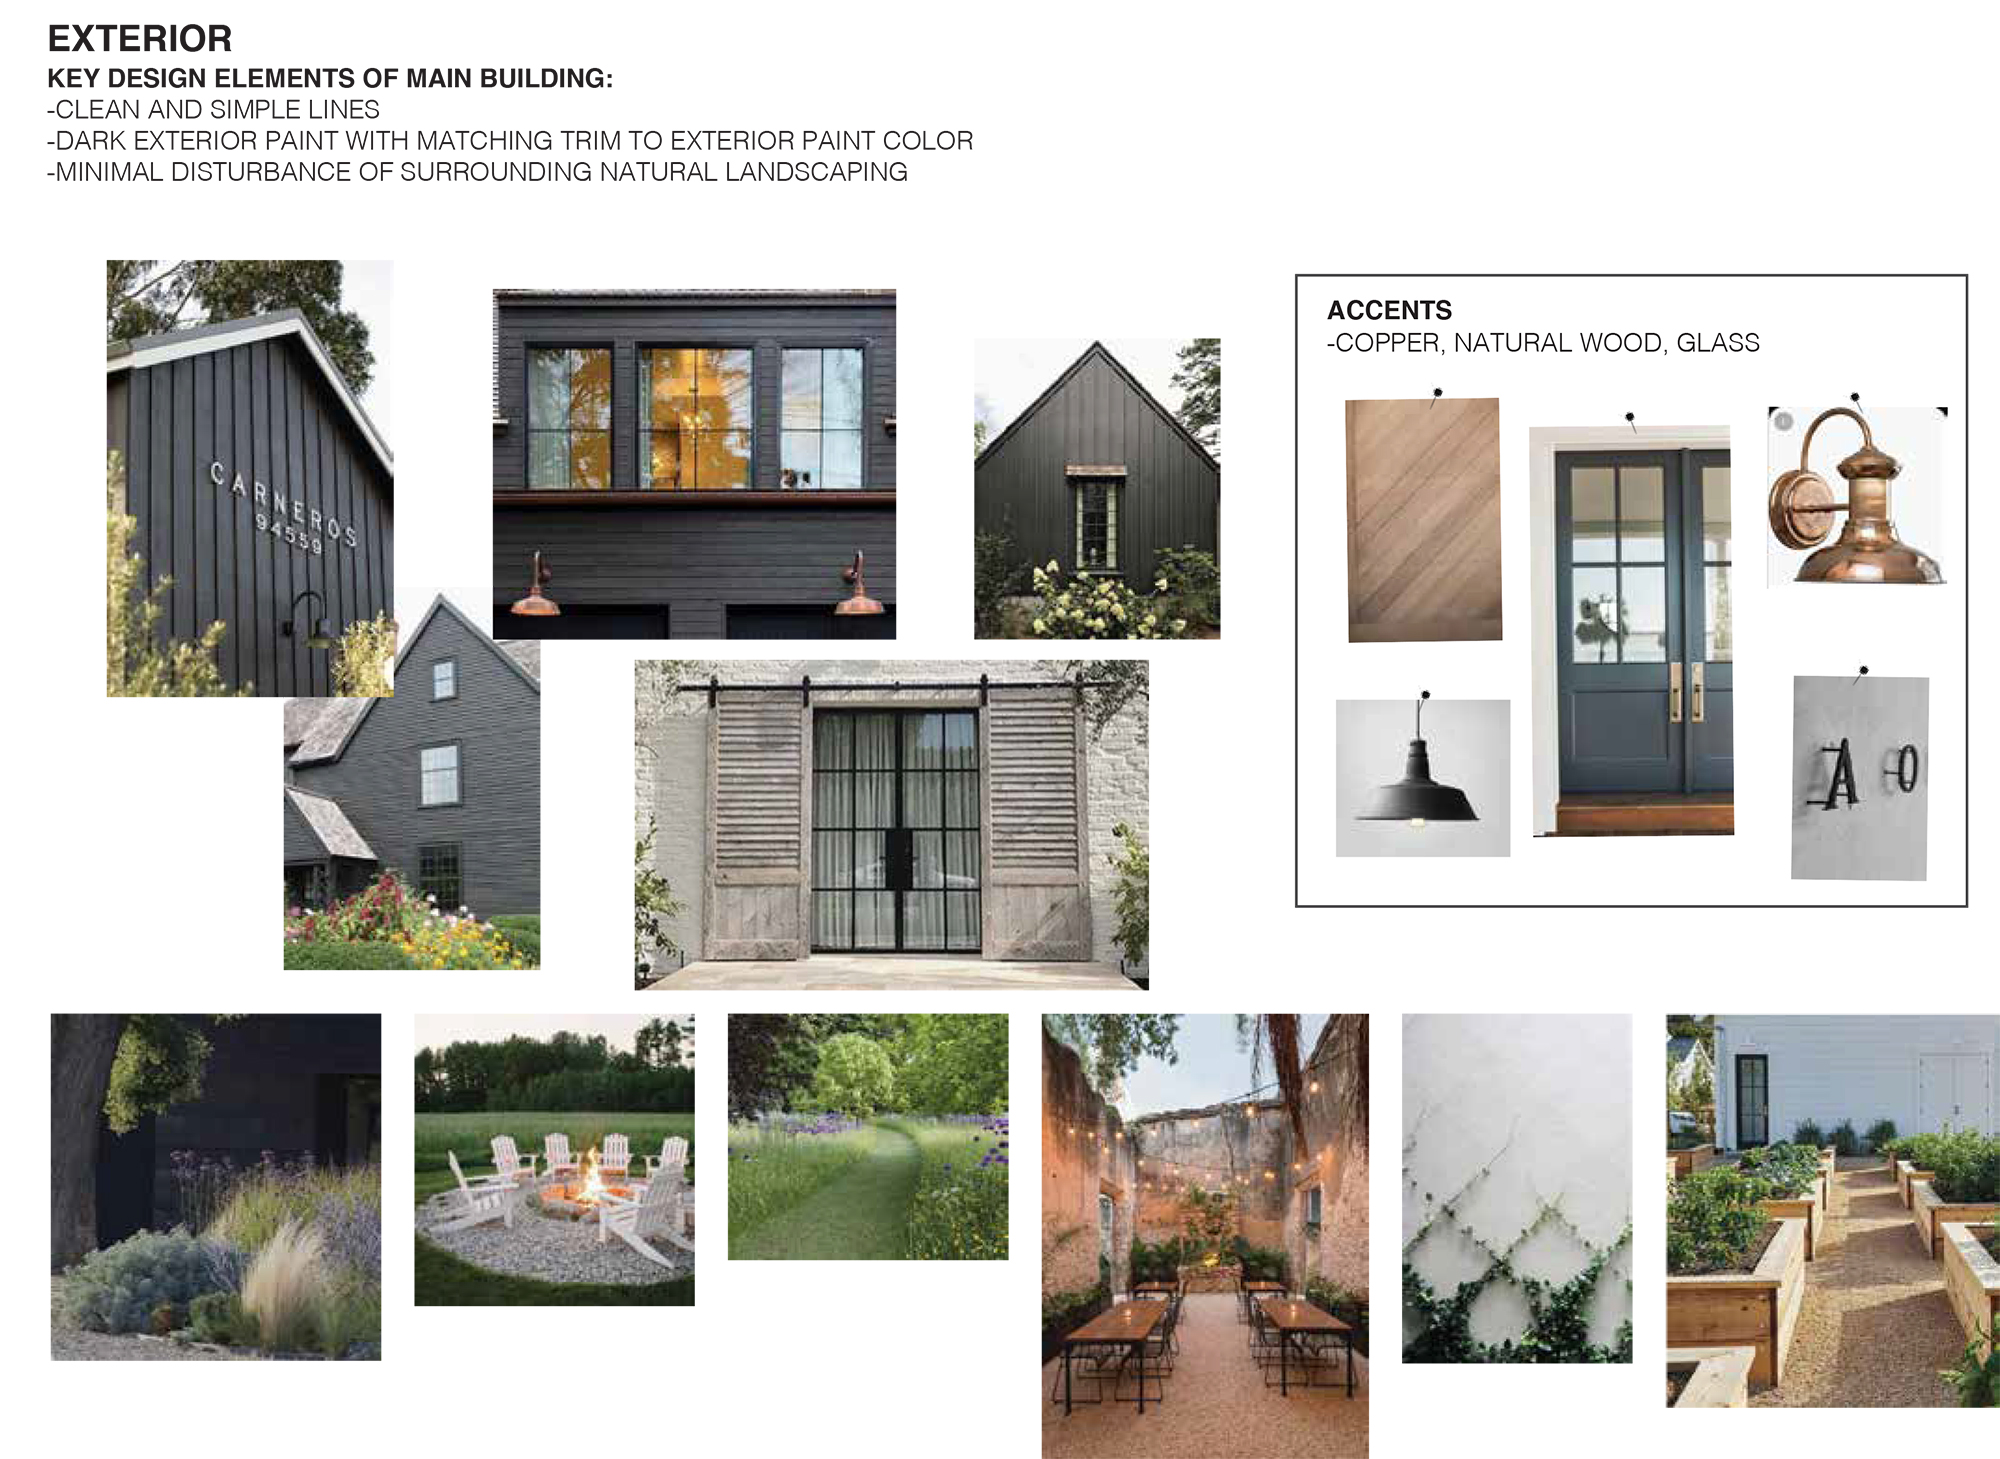 EXTERIOR
KEY DESIGN ELEMENTS OF MAIN BUILDING:
-CLEAN AND SIMPLE LINES
-DARK EXTERIOR PAINT WITH MATCHING TRIM TO EXTERIOR PAINT COLOR
-MINIMAL DISTURBANCE OF SURROUNDING NATURAL LANDSCAPING
CARNEROS
94559
ACCENTS
-COPPER, NATURAL WOOD, GLASS
A O